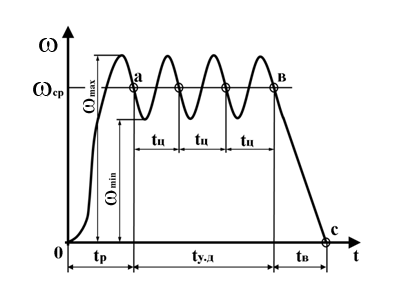 ω
ωmax
a
в
ωср
tц tц tц
ωmin
c
0 tр tу.д tв t